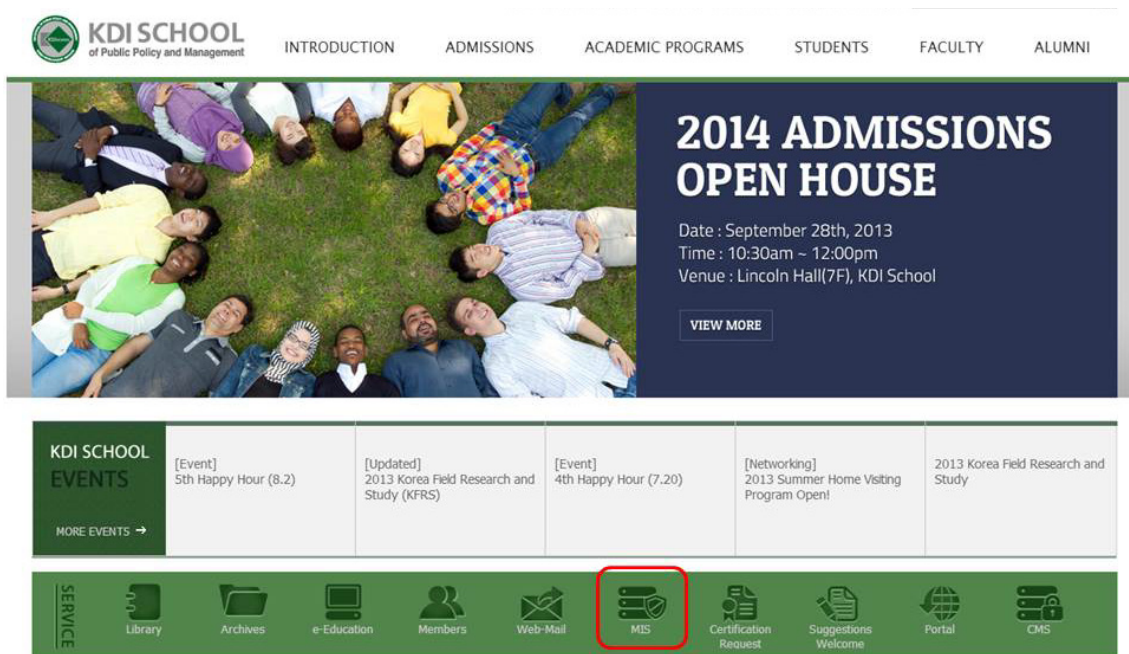 KDI SCHOOL
of Public Policy and Management
INTRODUCTION
ADMISSIONS
ACADEMIC PROGRAMS
STUDENTS
FACULTY
ALUMNI
2014 ADMISSIONS
OPEN HOUSE
Date : September 28th, 2013
Time : 10:30am ~ 12:00pm
Venue : Lincoln Hall(7F), KDI School
VIEW MORE
KDI SCHOOL
EVENTS
MORE EVENTS →
[Event]
5th Happy Hour (8.2)
[Updated]
2013 Korea Field Research and
Study (KFRS)
[Event]
4th Happy Hour (7.20)
[Networking]
2013 Summer Home Visiting
Program Open!
2013 Korea Field Research and
Study
SERVICE
Library
Archives
e-Education
Members
Web-Mail
MIS
Certification
Request
Suggestions
Welcome
Portal
CMS